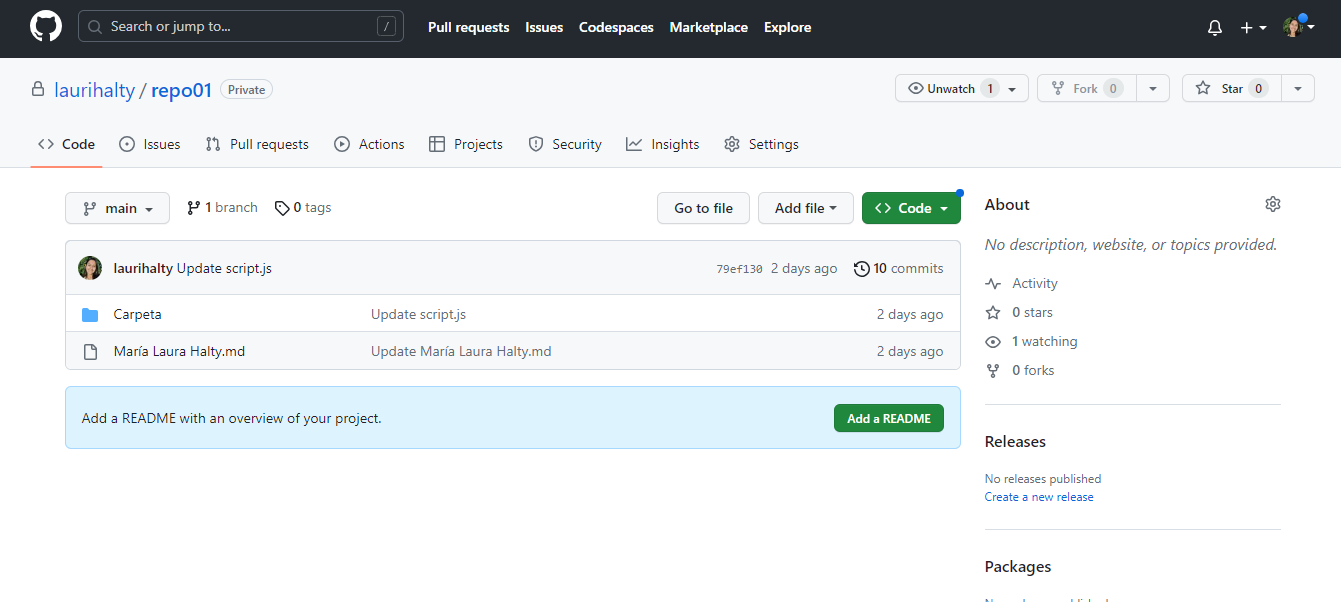 Search or jump to... / Pull requests Issues Codespaces Marketplace Explore
laurihalty / repo01 Private Unwatch 1 Fork 0 Star 0
Code Issues Pull requests Actions Projects Security Insights Settings
main 1 branch 0 tags Go to file Add file Code
laurihalty Update script.js 79ef130 2 days ago 10 commits
Carpeta Update script.js 2 days ago
María Laura Halty.md Update María Laura Halty.md 2 days ago
Add a README with an overview of your project. Add a README
About
No description, website, or topics provided.
Activity
0 stars
1 watching
0 forks
Releases
No releases published
Create a new release
Packages